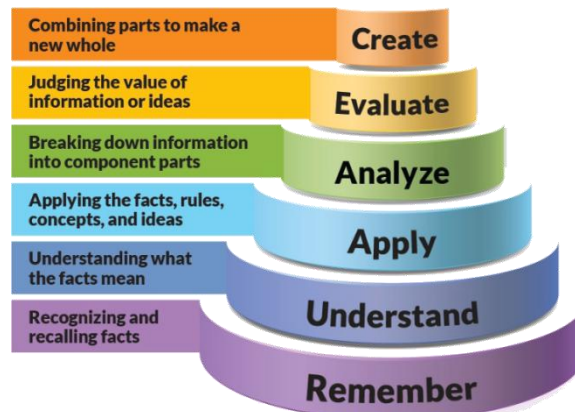 Combining parts to make a
new whole
Create
Judging the value of
information or ideas
Evaluate
Breaking down information
into component parts
Analyze
Applying the facts, rules,
concepts, and ideas
Apply
Understanding what
the facts mean
Understand
Recognizing and
recalling facts
Remember